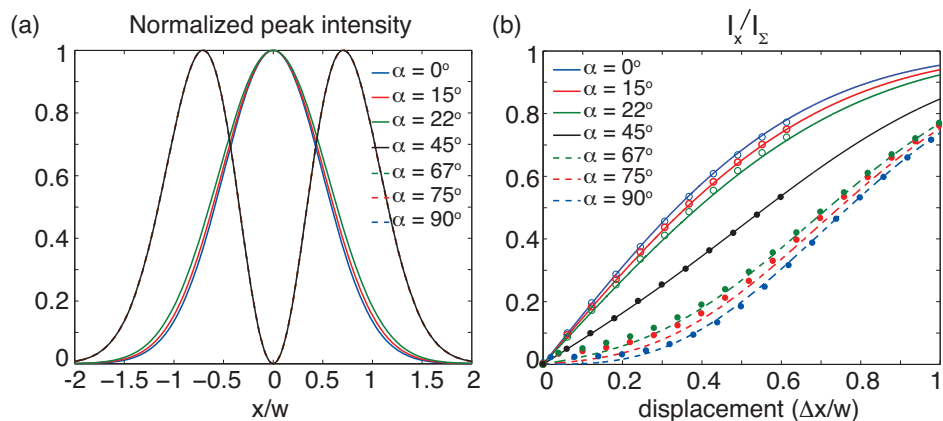 (a) Normalized peak intensity
1
0.8
0.6
0.4
0.2
0
-2 −1.5 −1 −0.5 0 0.5 1 1.5 2
x/w
α = 0º
α = 15º
α = 22º
α = 45º
α = 67º
α = 75º
α = 90º
(b) Iₓ/I_Σ
1
0.8
0.6
0.4
0.2
0
0 0.2 0.4 0.6 0.8 1
displacement (Δx/w)
α = 0º
α = 15º
α = 22º
α = 45º
α = 67º
α = 75º
α = 90º